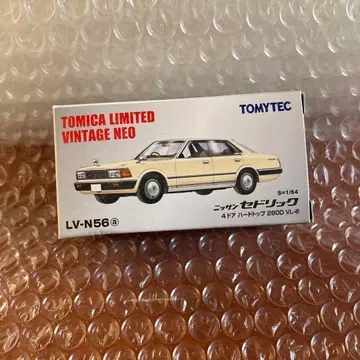 TOMICA LIMITED
VINTAGE NEO
TOMYTEC
S=1/64
ニッサン セドリック
4ドア ハードトップ 280D VL-6
LV-N56ⓐ